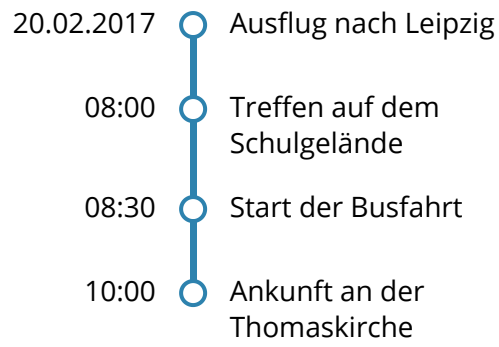 20.02.2017 Ausflug nach Leipzig
08:00 Treffen auf dem
Schulgelände
08:30 Start der Busfahrt
10:00 Ankunft an der
Thomaskirche